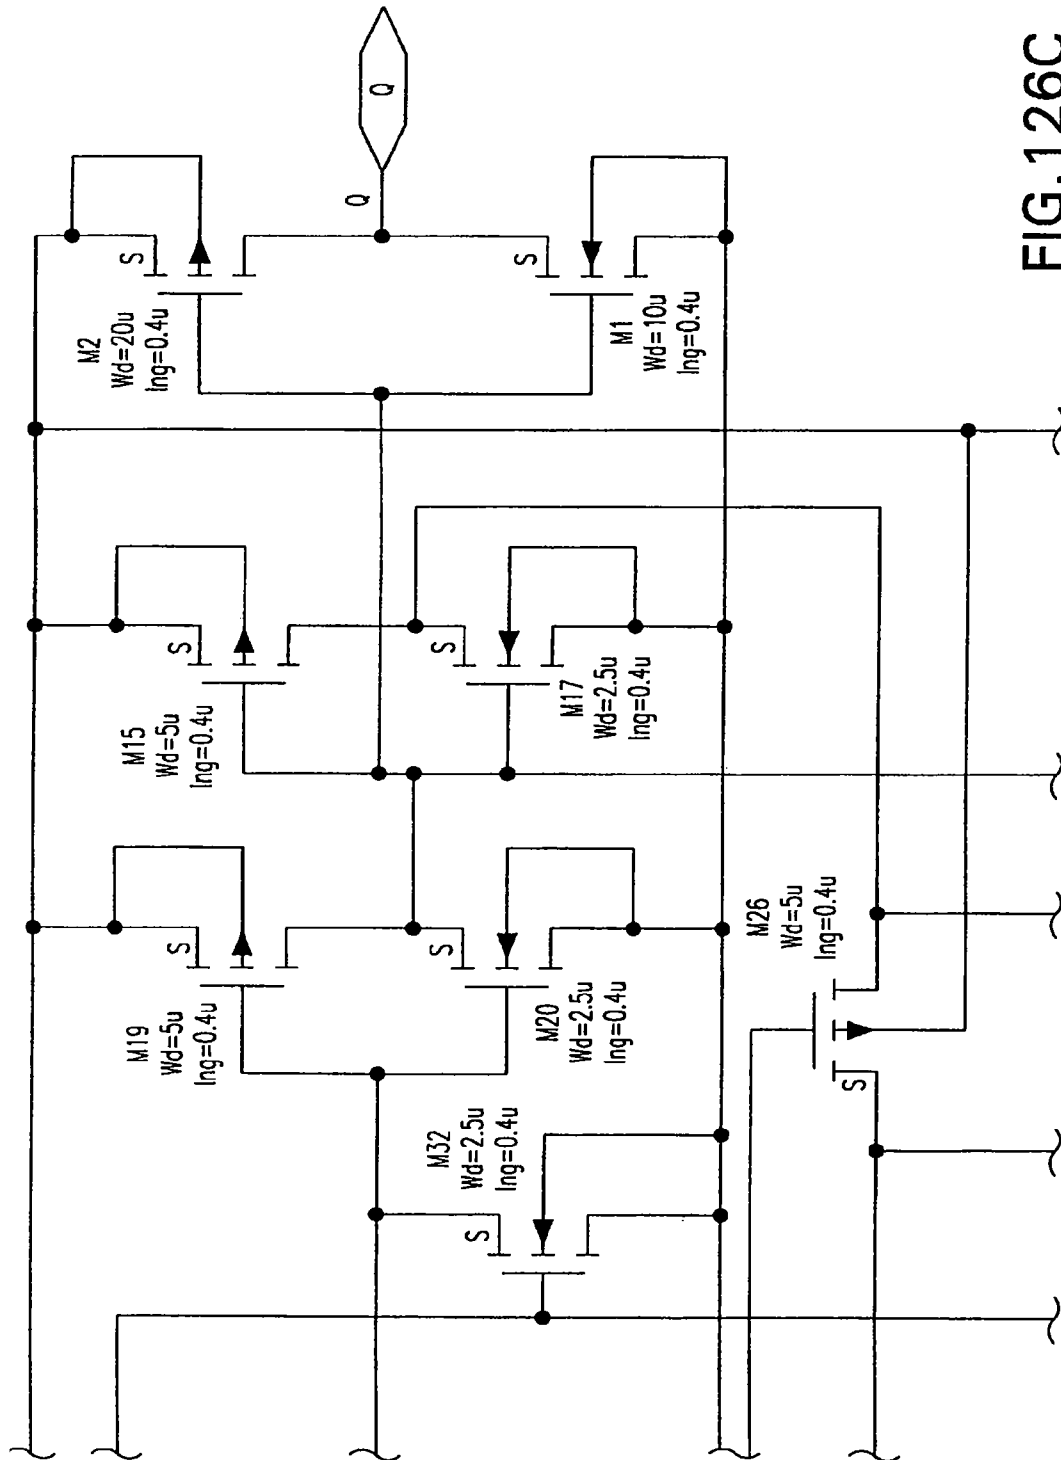 FIG.126C
Q
Q
M2
Wd=20u
lng=0.4u
S
S
M1
Wd=10u
lng=0.4u
M15
Wd=5u
lng=0.4u
S
S
M17
Wd=2.5u
lng=0.4u
M19
Wd=5u
lng=0.4u
S
S
M20
Wd=2.5u
lng=0.4u
M32
Wd=2.5u
lng=0.4u
S
M26
Wd=5u
lng=0.4u
S